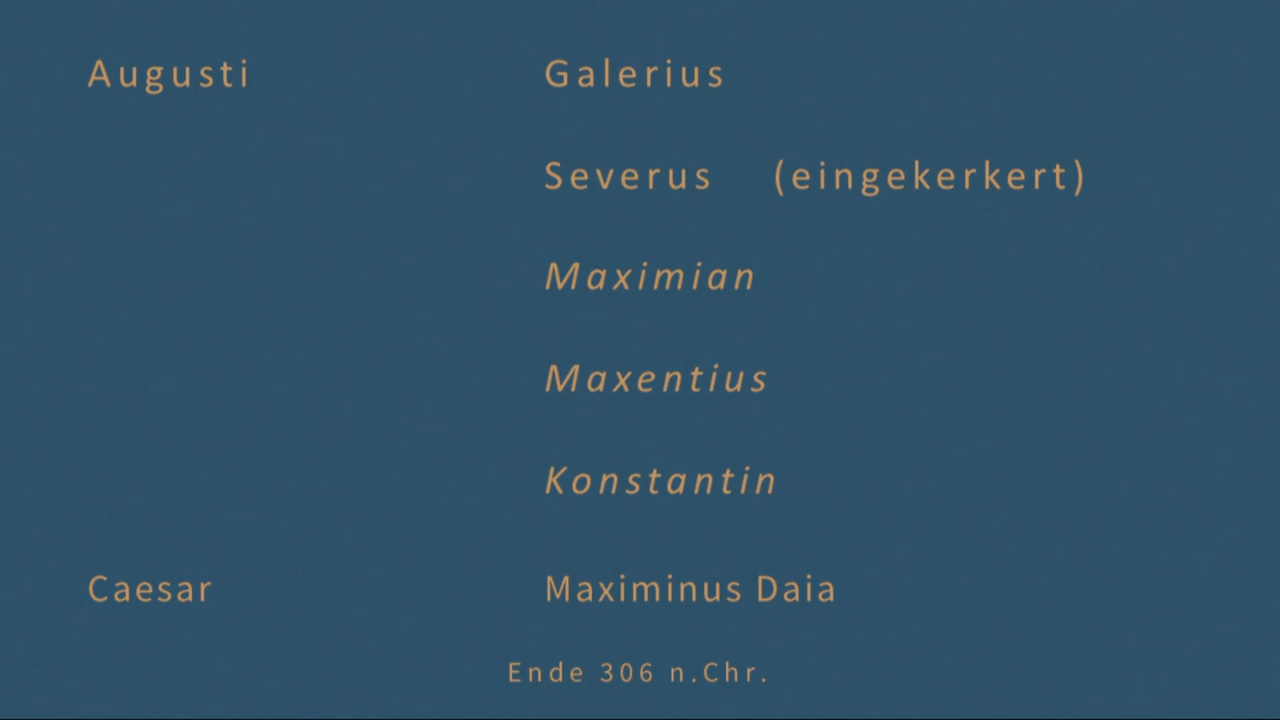 Augusti Galerius
Severus (eingekerkert)
Maximian
Maxentius
Konstantin
Caesar Maximinus Daia
Ende 306 n.Chr.